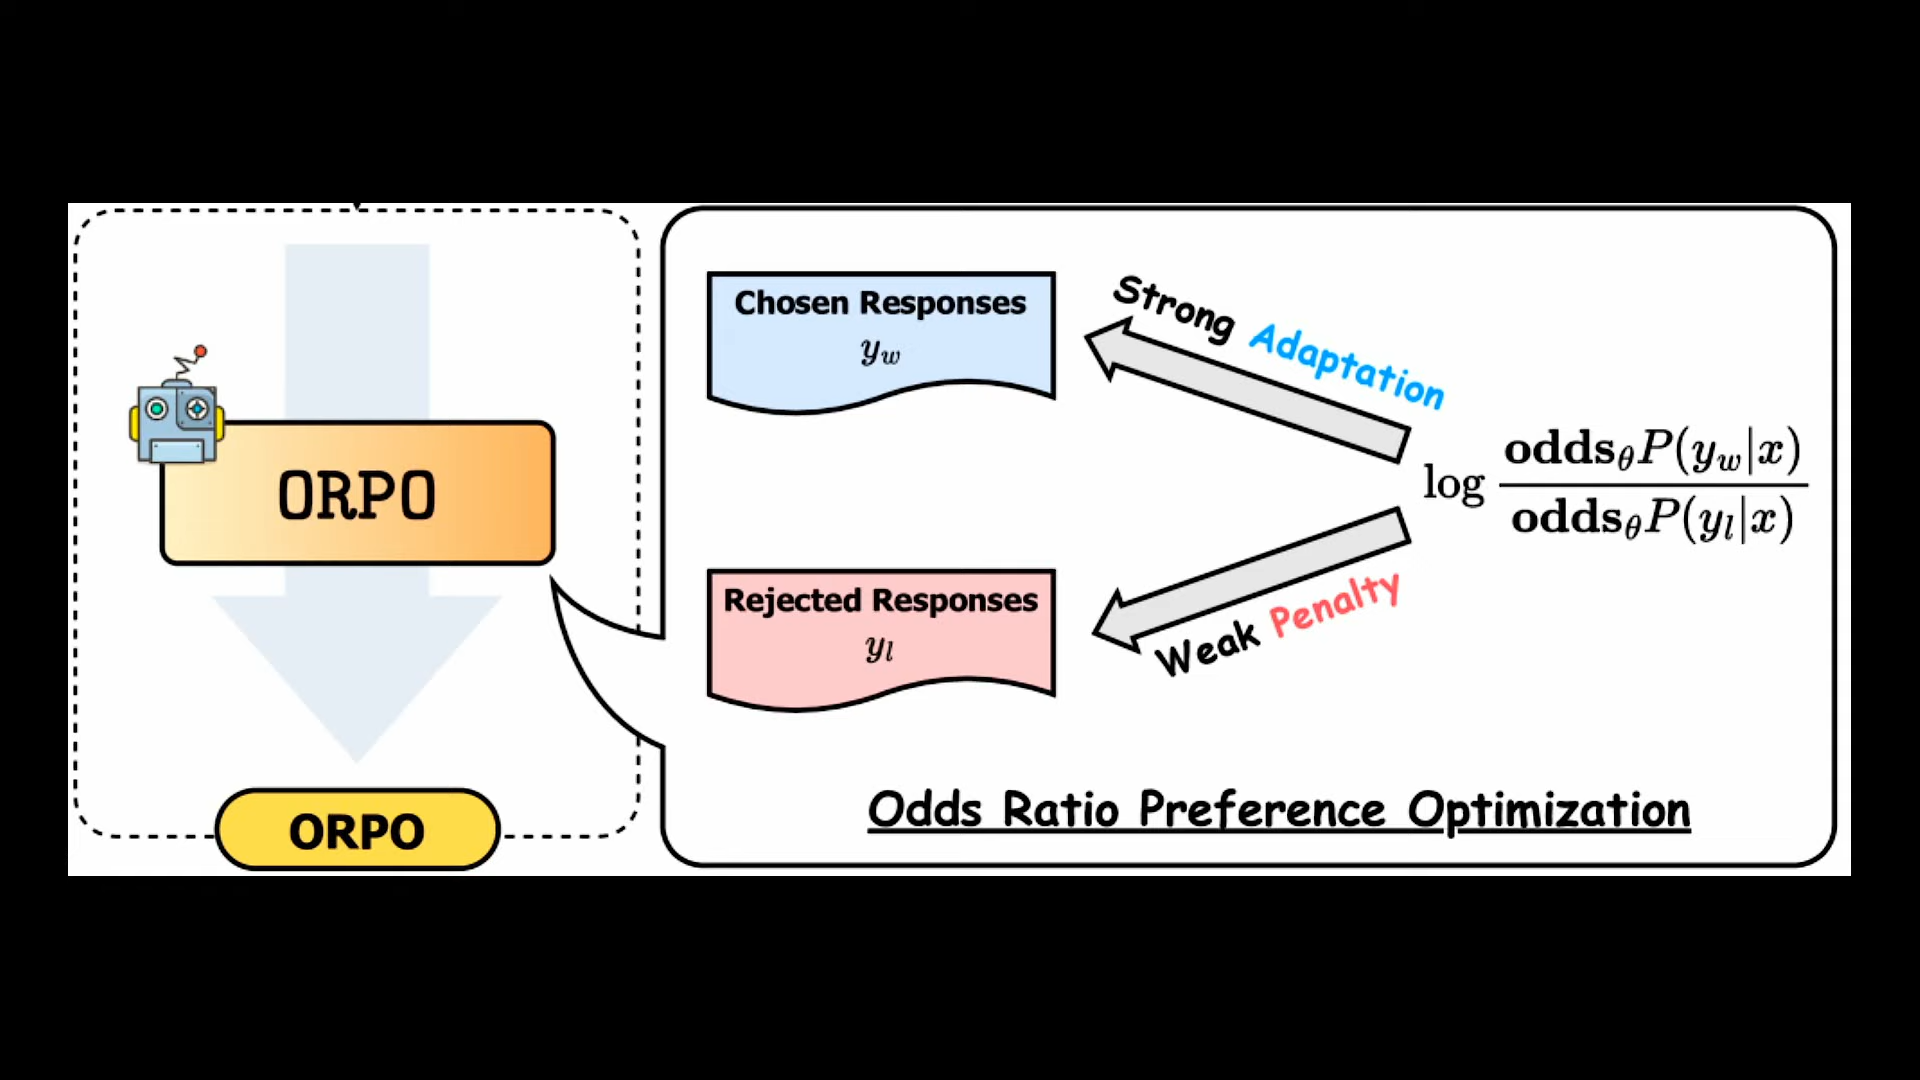 ORPO
ORPO
Chosen Responses
y_w
Rejected Responses
y_l
Strong Adaptation
Weak Penalty
log odds_θP(y_w|x) / odds_θP(y_l|x)
Odds Ratio Preference Optimization